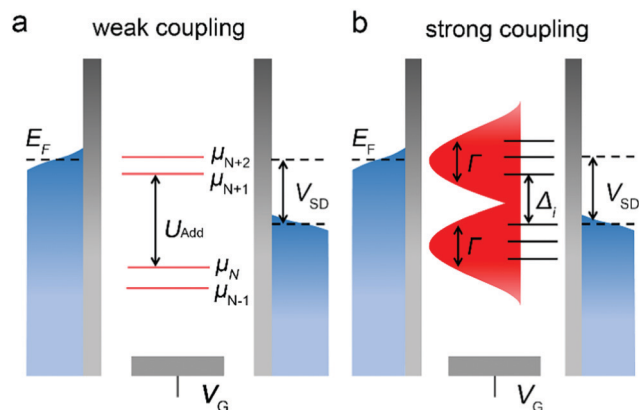 a
weak coupling
E_F
μ_N+2
μ_N+1
U_Add
μ_N
μ_N-1
V_SD
V_G
b
strong coupling
E_F
Γ
Γ
Δ_i
V_SD
V_G